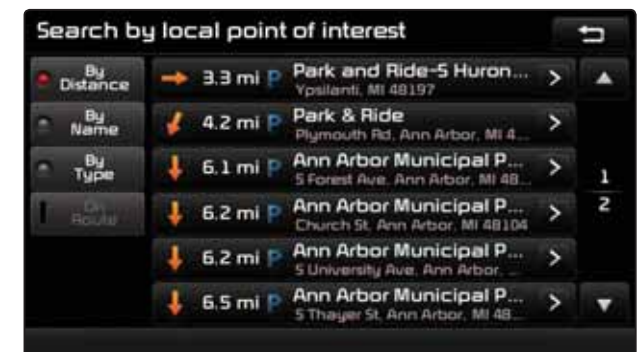 Search by local point of interest
By
Distance
By
Name
By
Type
On
Route
3.3 mi P Park and Ride-S Huron... >
Ypsilanti, MI 48197
4.2 mi P Park & Ride >
Plymouth Rd, Ann Arbor, MI 4...
6.1 mi P Ann Arbor Municipal P... >
S Forest Ave, Ann Arbor, MI 48...
6.2 mi P Ann Arbor Municipal P... >
Church St, Ann Arbor, MI 48104
6.2 mi P Ann Arbor Municipal P... >
S University Ave, Ann Arbor, ...
6.5 mi P Ann Arbor Municipal P... >
S Thayer St, Ann Arbor, MI 48...
1
2